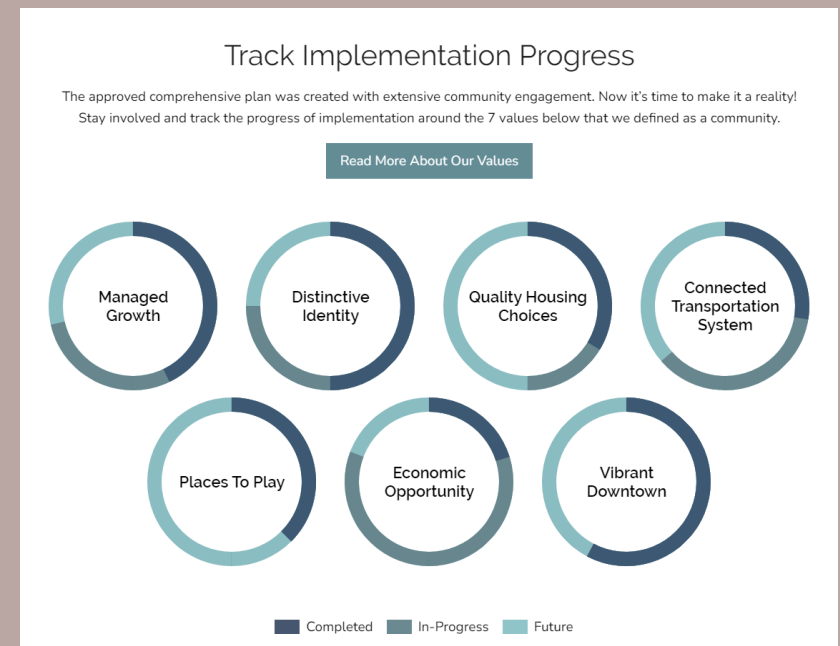 Track Implementation Progress
The approved comprehensive plan was created with extensive community engagement. Now it's time to make it a reality!
Stay involved and track the progress of implementation around the 7 values below that we defined as a community.
Read More About Our Values
Managed
Growth
Distinctive
Identity
Quality Housing
Choices
Connected
Transportation
System
Places To Play
Economic
Opportunity
Vibrant
Downtown
Completed
In-Progress
Future